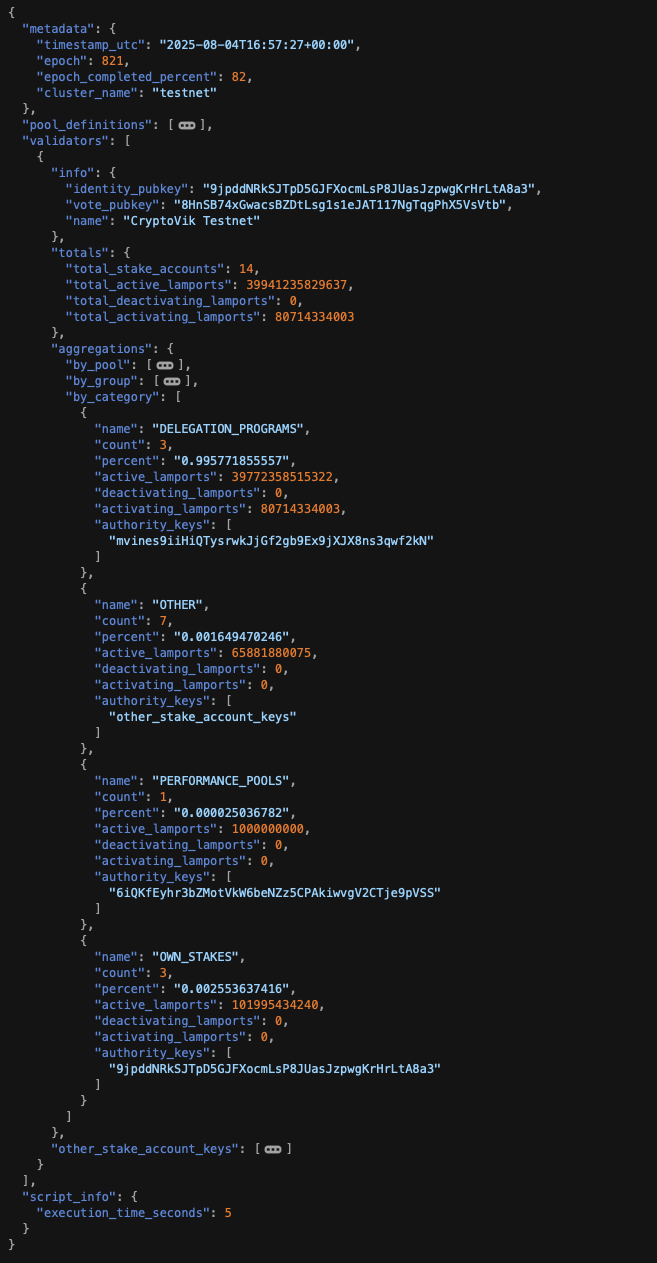 {
  "metadata": {
    "timestamp_utc": "2025-08-04T16:57:27+00:00",
    "epoch": 821,
    "epoch_completed_percent": 82,
    "cluster_name": "testnet"
  },
  "pool_definitions": [ ••• ],
  "validators": [
    {
      "info": {
        "identity_pubkey": "9jpddNRkSJTpD5GJFXocmLsP8JUasJzpwgKrHrLtA8a3",
        "vote_pubkey": "8HnSB74xGwacsBZDtLsg1s1eJAT117NgTqgPhX5VsVtb",
        "name": "CryptoVik Testnet"
      },
      "totals": {
        "total_stake_accounts": 14,
        "total_active_lamports": 39941235829637,
        "total_deactivating_lamports": 0,
        "total_activating_lamports": 80714334003
      },
      "aggregations": {
        "by_pool": [ ••• ],
        "by_group": [ ••• ],
        "by_category": [
          {
            "name": "DELEGATION_PROGRAMS",
            "count": 3,
            "percent": "0.995771855557",
            "active_lamports": 39772358515322,
            "deactivating_lamports": 0,
            "activating_lamports": 80714334003,
            "authority_keys": [
              "mvines9iiHiQTysrwkJjGf2gb9Ex9jXJX8ns3qwf2kN"
            ]
          },
          {
            "name": "OTHER",
            "count": 7,
            "percent": "0.001649470246",
            "active_lamports": 65881880075,
            "deactivating_lamports": 0,
            "activating_lamports": 0,
            "authority_keys": [
              "other_stake_account_keys"
            ]
          },
          {
            "name": "PERFORMANCE_POOLS",
            "count": 1,
            "percent": "0.000025036782",
            "active_lamports": 1000000000,
            "deactivating_lamports": 0,
            "activating_lamports": 0,
            "authority_keys": [
              "6iQKfEyhr3bZMotVkW6beNZz5CPAkiwvgV2CTje9pVSS"
            ]
          },
          {
            "name": "OWN_STAKES",
            "count": 3,
            "percent": "0.002553637416",
            "active_lamports": 101995434240,
            "deactivating_lamports": 0,
            "activating_lamports": 0,
            "authority_keys": [
              "9jpddNRkSJTpD5GJFXocmLsP8JUasJzpwgKrHrLtA8a3"
            ]
          }
        ]
      },
      "other_stake_account_keys": [ ••• ]
    }
  ],
  "script_info": {
    "execution_time_seconds": 5
  }
}